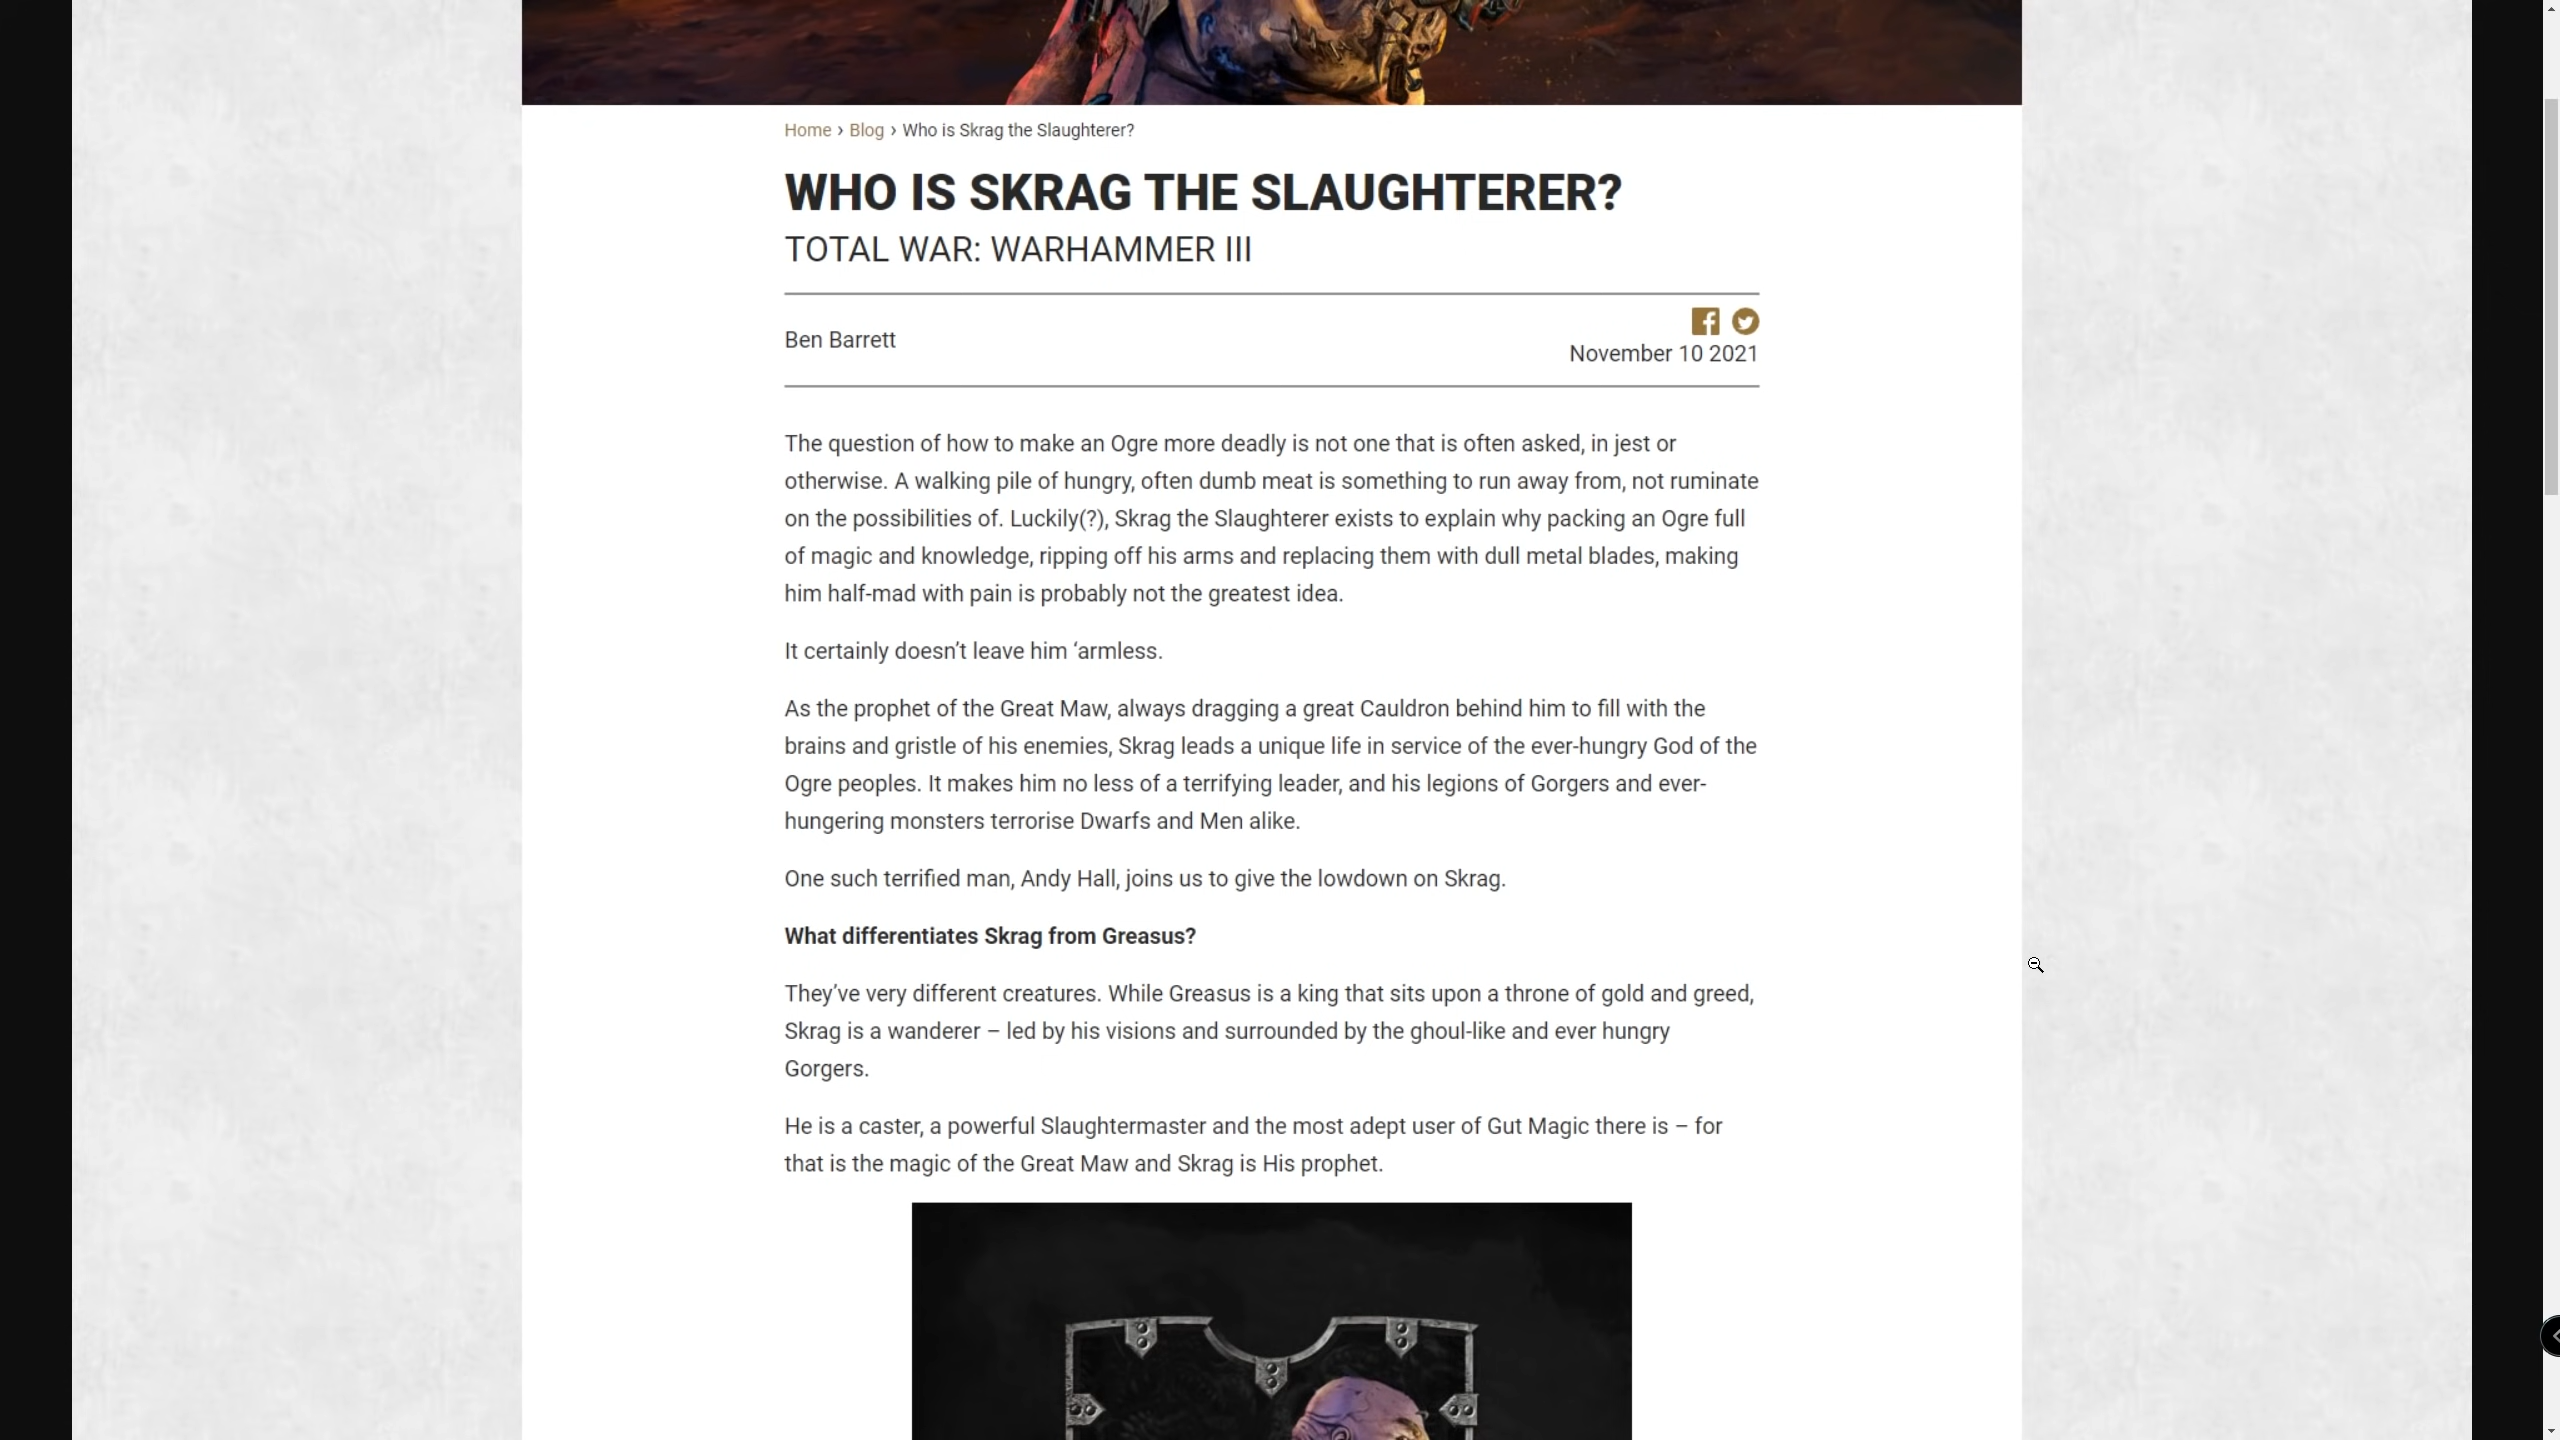 Home › Blog › Who is Skrag the Slaughterer?
WHO IS SKRAG THE SLAUGHTERER?
TOTAL WAR: WARHAMMER III
Ben Barrett
November 10 2021
The question of how to make an Ogre more deadly is not one that is often asked, in jest or
otherwise. A walking pile of hungry, often dumb meat is something to run away from, not ruminate
on the possibilities of. Luckily(?), Skrag the Slaughterer exists to explain why packing an Ogre full
of magic and knowledge, ripping off his arms and replacing them with dull metal blades, making
him half-mad with pain is probably not the greatest idea.
It certainly doesn’t leave him ‘armless.
As the prophet of the Great Maw, always dragging a great Cauldron behind him to fill with the
brains and gristle of his enemies, Skrag leads a unique life in service of the ever-hungry God of the
Ogre peoples. It makes him no less of a terrifying leader, and his legions of Gorgers and ever-
hungering monsters terrorise Dwarfs and Men alike.
One such terrified man, Andy Hall, joins us to give the lowdown on Skrag.
What differentiates Skrag from Greasus?
They’ve very different creatures. While Greasus is a king that sits upon a throne of gold and greed,
Skrag is a wanderer – led by his visions and surrounded by the ghoul-like and ever hungry
Gorgers.
He is a caster, a powerful Slaughtermaster and the most adept user of Gut Magic there is – for
that is the magic of the Great Maw and Skrag is His prophet.